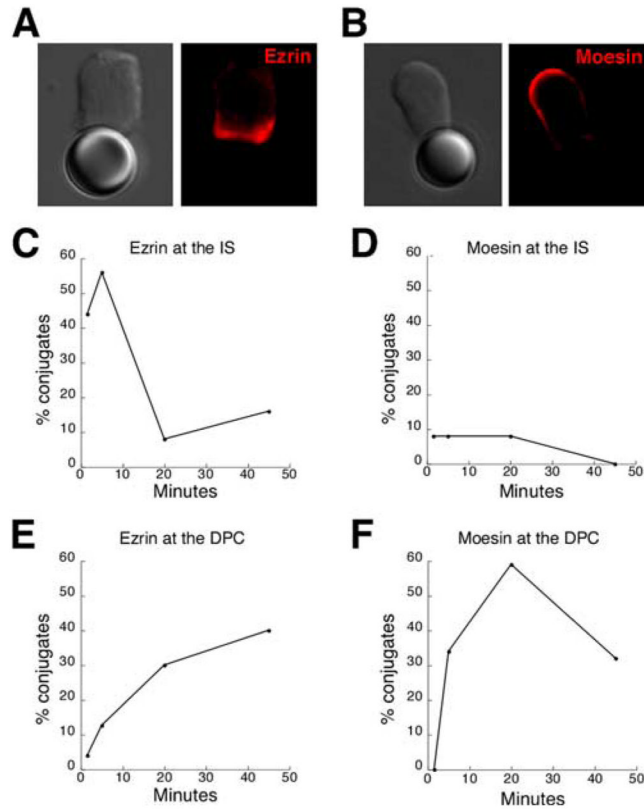 A
Ezrin
B
Moesin
C
Ezrin at the IS
% conjugates
60
50
40
30
20
10
0
0 10 20 30 40 50
Minutes
D
Moesin at the IS
% conjugates
60
50
40
30
20
10
0
0 10 20 30 40 50
Minutes
E
Ezrin at the DPC
% conjugates
60
50
40
30
20
10
0
0 10 20 30 40 50
Minutes
F
Moesin at the DPC
% conjugates
60
50
40
30
20
10
0
0 10 20 30 40 50
Minutes